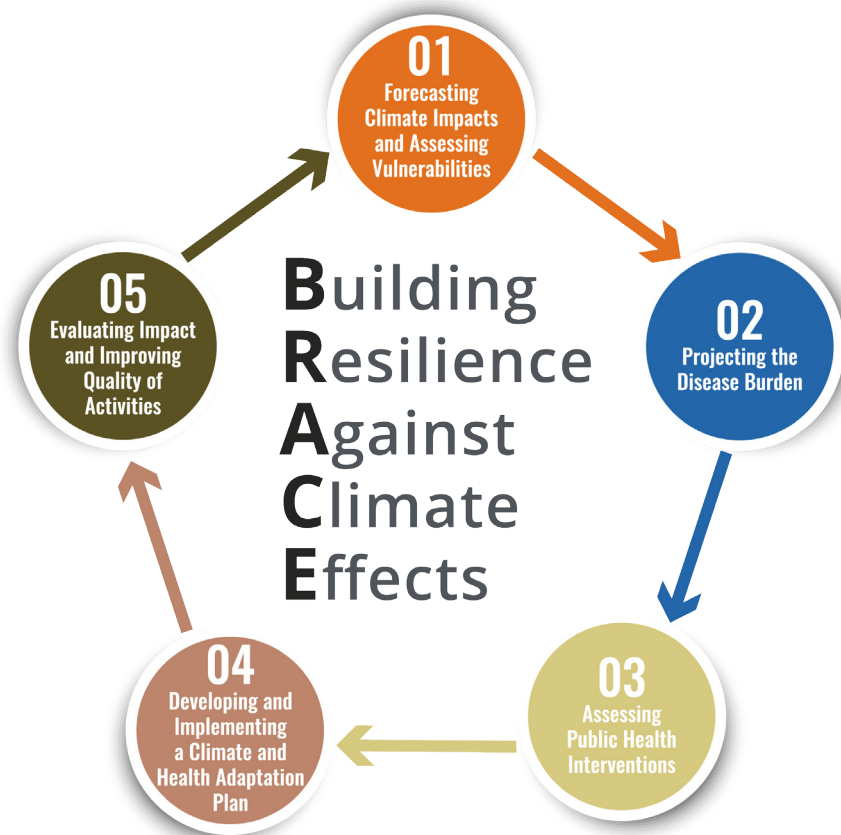 01
Forecasting
Climate Impacts
and Assessing
Vulnerabilities
02
Projecting the
Disease Burden
03
Assessing
Public Health
Interventions
04
Developing and
Implementing
a Climate and
Health Adaptation
Plan
05
Evaluating Impact
and Improving
Quality of
Activities
Building
Resilience
Against
Climate
Effects